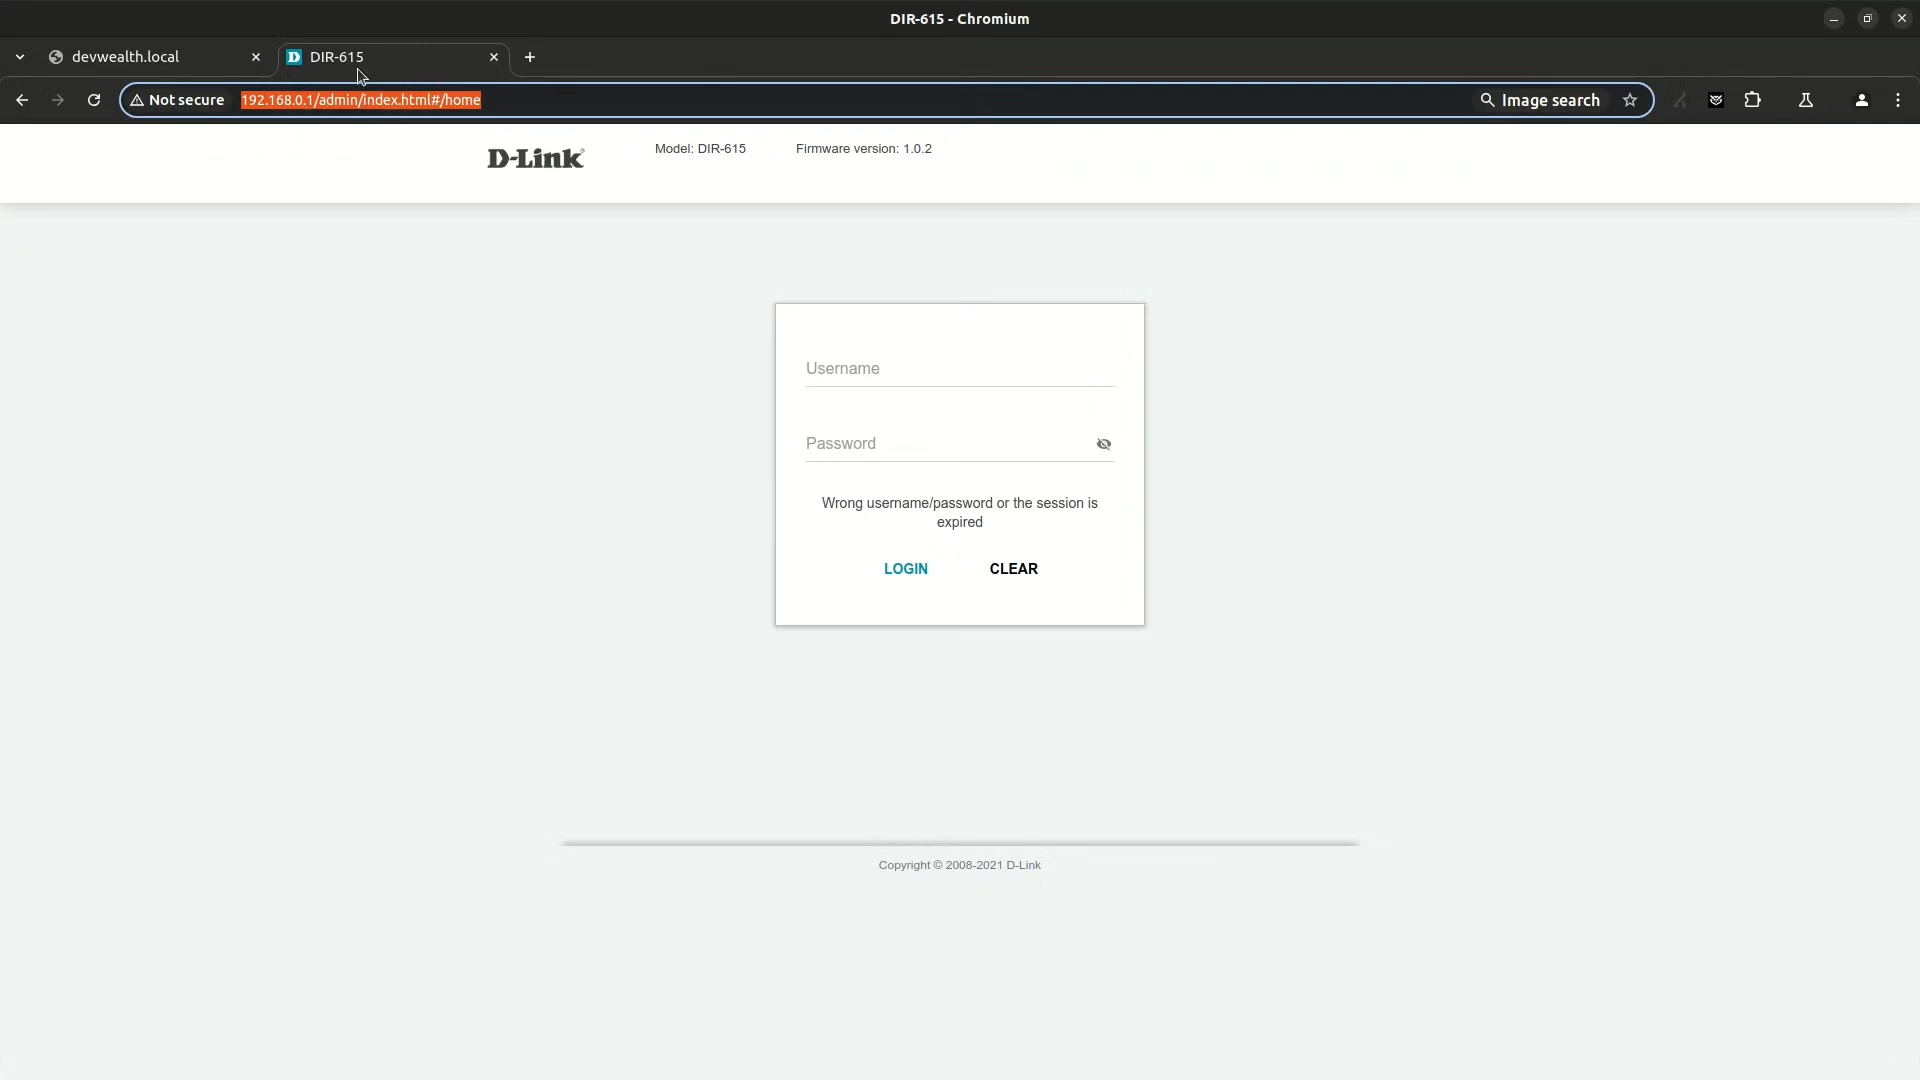 DIR-615 - Chromium
devwealth.local
DIR-615
Not secure 192.168.0.1/admin/index.html#/home Image search
D-Link
Model: DIR-615
Firmware version: 1.0.2
Username
Password
Wrong username/password or the session is
expired
LOGIN
CLEAR
Copyright © 2008-2021 D-Link